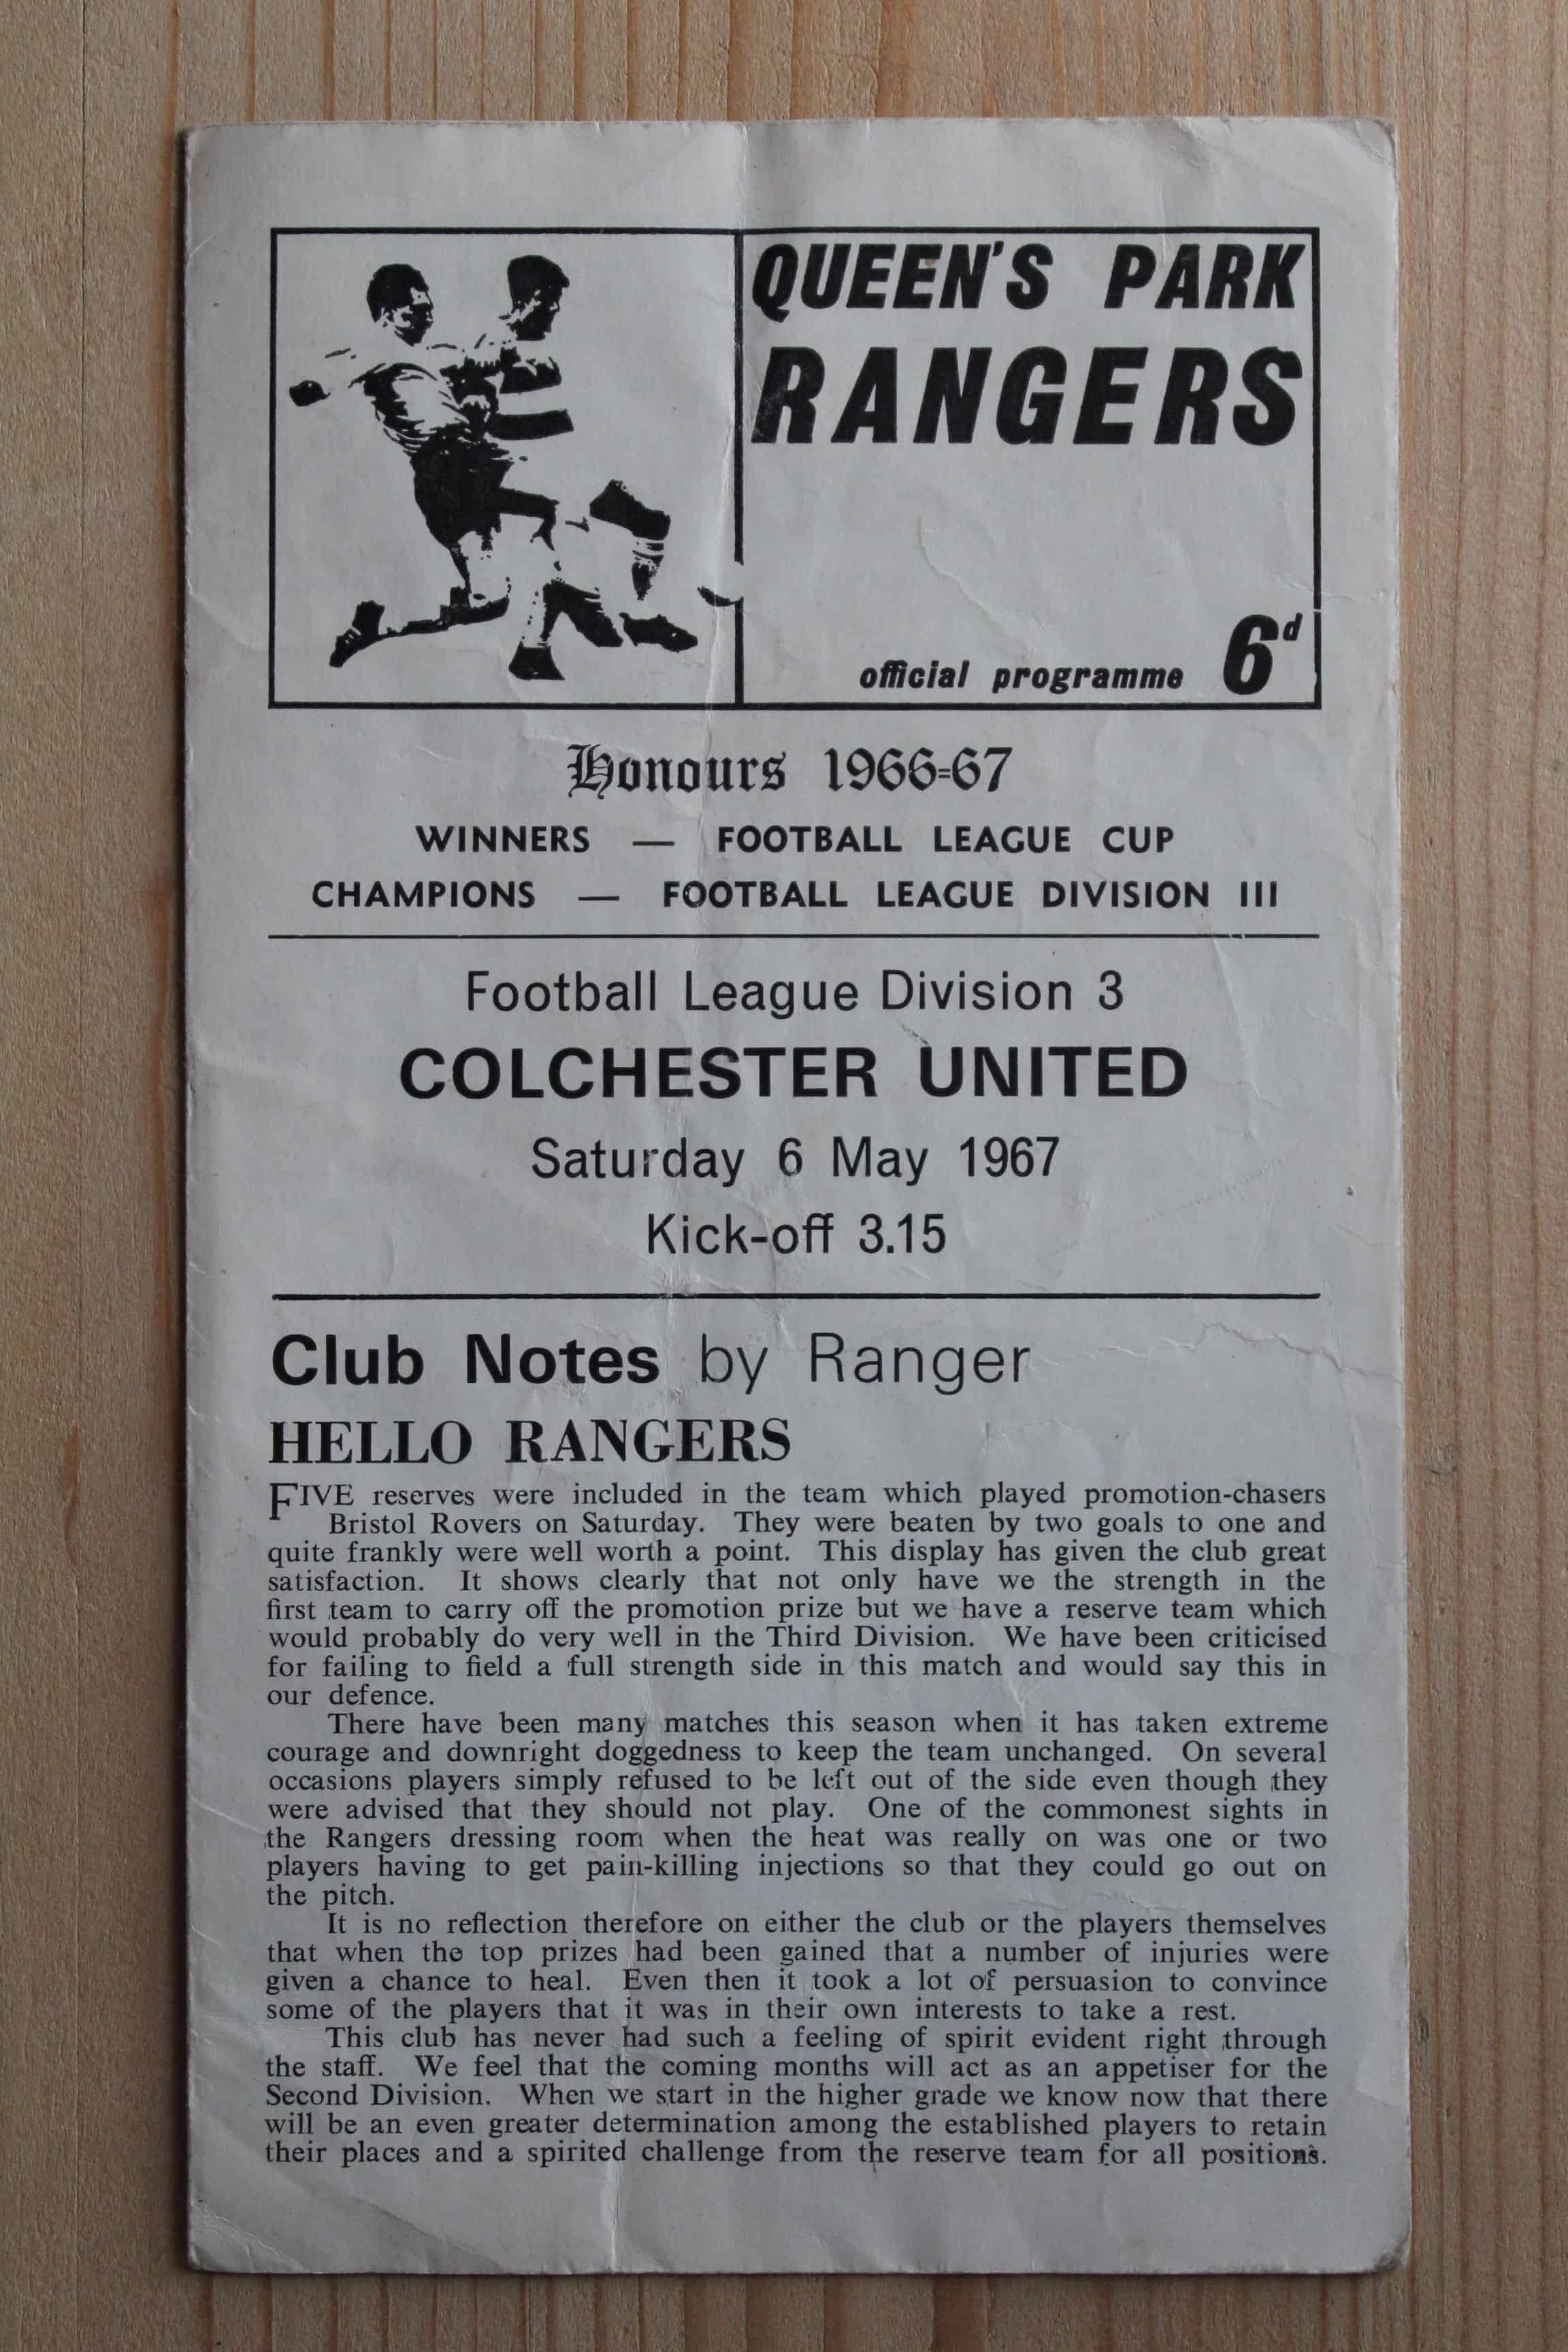 QUEEN'S PARK
RANGERS
official programme 6d
Honours 1966-67
WINNERS — FOOTBALL LEAGUE CUP
CHAMPIONS — FOOTBALL LEAGUE DIVISION III
Football League Division 3
COLCHESTER UNITED
Saturday 6 May 1967
Kick-off 3.15
Club Notes by Ranger
HELLO RANGERS
FIVE reserves were included in the team which played promotion-chasers
Bristol Rovers on Saturday. They were beaten by two goals to one and
quite frankly were well worth a point. This display has given the club great
satisfaction. It shows clearly that not only have we the strength in the
first team to carry off the promotion prize but we have a reserve team which
would probably do very well in the Third Division. We have been criticised
for failing to field a full strength side in this match and would say this in
our defence.
There have been many matches this season when it has taken extreme
courage and downright doggedness to keep the team unchanged. On several
occasions players simply refused to be left out of the side even though they
were advised that they should not play. One of the commonest sights in
the Rangers dressing room when the heat was really on was one or two
players having to get pain-killing injections so that they could go out on
the pitch.
It is no reflection therefore on either the club or the players themselves
that when the top prizes had been gained that a number of injuries were
given a chance to heal. Even then it took a lot of persuasion to convince
some of the players that it was in their own interests to take a rest.
This club has never had such a feeling of spirit evident right through
the staff. We feel that the coming months will act as an appetiser for the
Second Division. When we start in the higher grade we know now that there
will be an even greater determination among the established players to retain
their places and a spirited challenge from the reserve team for all positions.